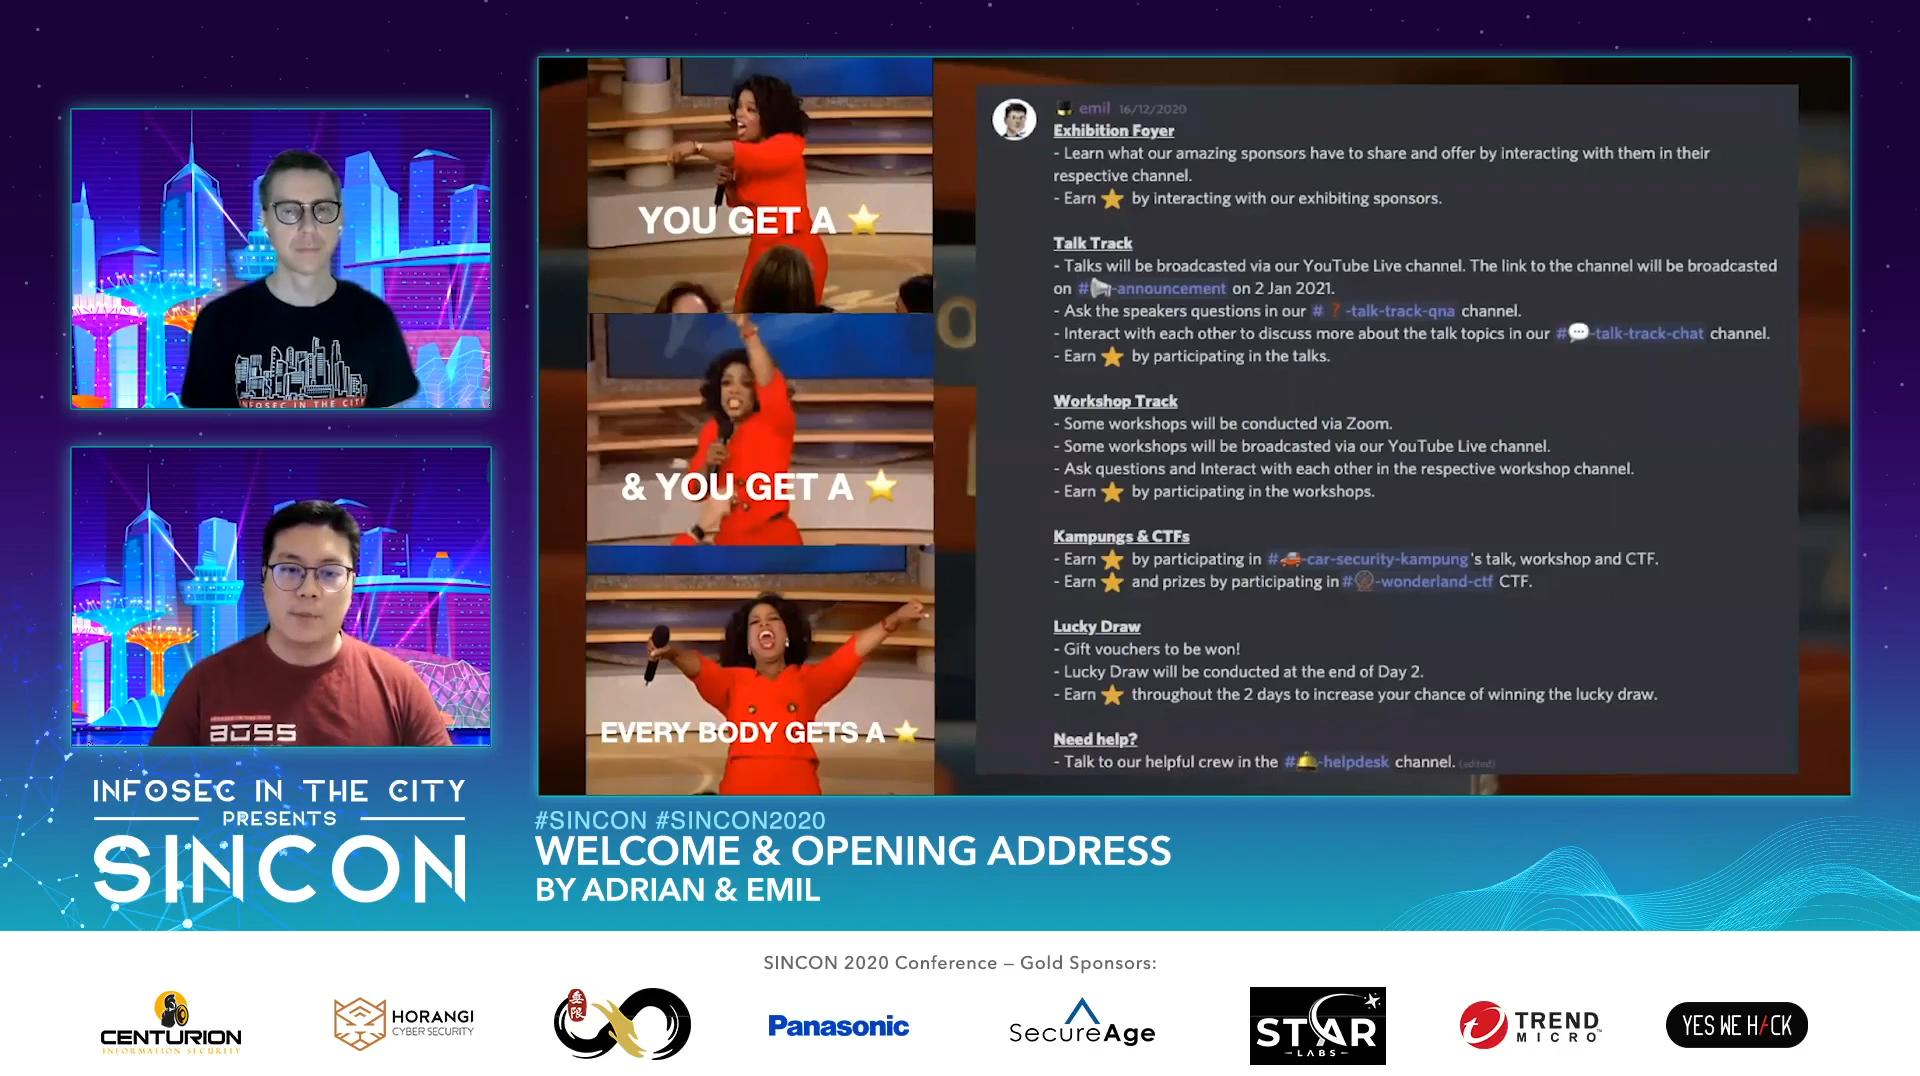 YOU GET A ⭐
& YOU GET A ⭐
EVERY BODY GETS A ⭐
emil 16/12/2020
Exhibition Foyer
- Learn what our amazing sponsors have to share and offer by interacting with them in their
respective channel.
- Earn ⭐ by interacting with our exhibiting sponsors.
Talk Track
- Talks will be broadcasted via our YouTube Live channel. The link to the channel will be broadcasted
on #📢-announcement on 2 Jan 2021.
- Ask the speakers questions in our #❓-talk-track-qna channel.
- Interact with each other to discuss more about the talk topics in our #💬-talk-track-chat channel.
- Earn ⭐ by participating in the talks.
Workshop Track
- Some workshops will be conducted via Zoom.
- Some workshops will be broadcasted via our YouTube Live channel.
- Ask questions and Interact with each other in the respective workshop channel.
- Earn ⭐ by participating in the workshops.
Kampungs & CTFs
- Earn ⭐ by participating in #🚗-car-security-kampung 's talk, workshop and CTF.
- Earn ⭐ and prizes by participating in #🎡-wonderland-ctf CTF.
Lucky Draw
- Gift vouchers to be won!
- Lucky Draw will be conducted at the end of Day 2.
- Earn ⭐ throughout the 2 days to increase your chance of winning the lucky draw.
Need help?
- Talk to our helpful crew in the #🛎️-helpdesk channel. (edited)
INFOSEC IN THE CITY
BOSS
INFOSEC IN THE CITY
PRESENTS
SINCON
#SINCON #SINCON2020
WELCOME & OPENING ADDRESS
BY ADRIAN & EMIL
SINCON 2020 Conference – Gold Sponsors:
CENTURION
INFORMATION SECURITY
HORANGI
CYBER SECURITY
無限
Panasonic
SecureAge
STAR
LABS
TREND
MICRO
YES WE H/CK